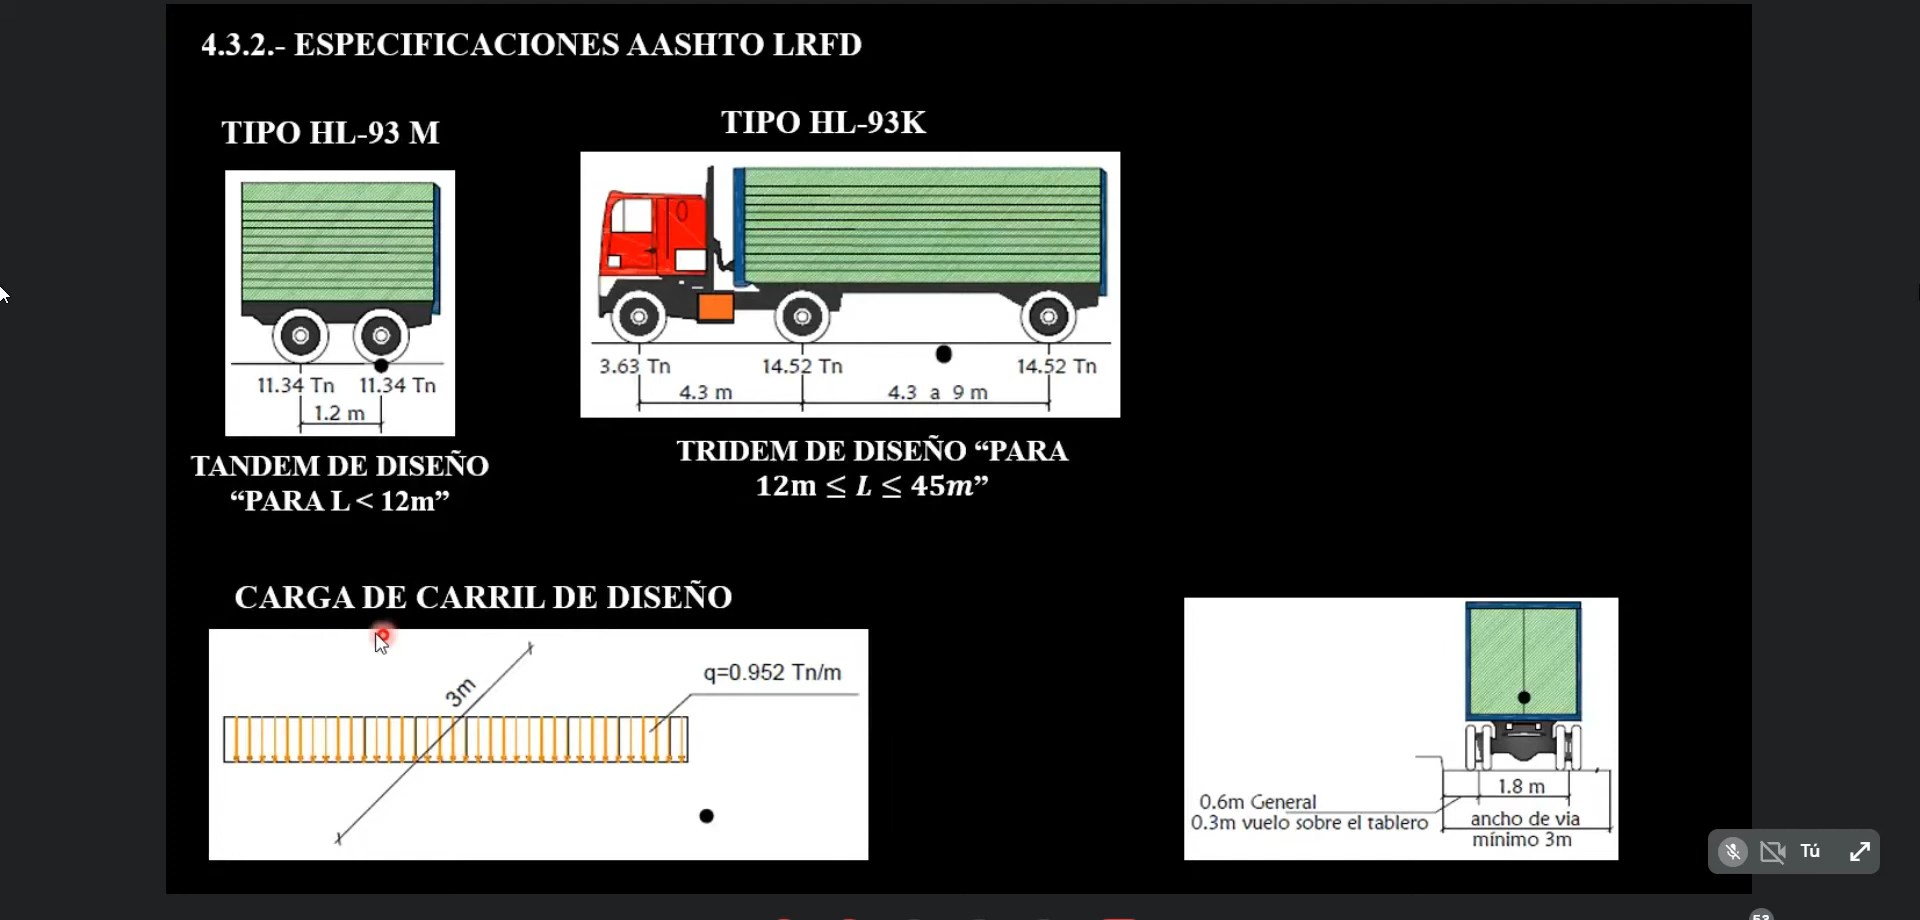 4.3.2.- ESPECIFICACIONES AASHTO LRFD
TIPO HL-93 M
TIPO HL-93K
11.34 Tn 11.34 Tn
1.2 m
3.63 Tn 14.52 Tn 14.52 Tn
4.3 m 4.3 a 9 m
TANDEM DE DISEÑO
“PARA L < 12m”
TRIDEM DE DISEÑO “PARA
12m ≤ L ≤ 45m”
CARGA DE CARRIL DE DISEÑO
3m
q=0.952 Tn/m
1.8 m
0.6m General
0.3m vuelo sobre el tablero
ancho de via
mínimo 3m
Tú